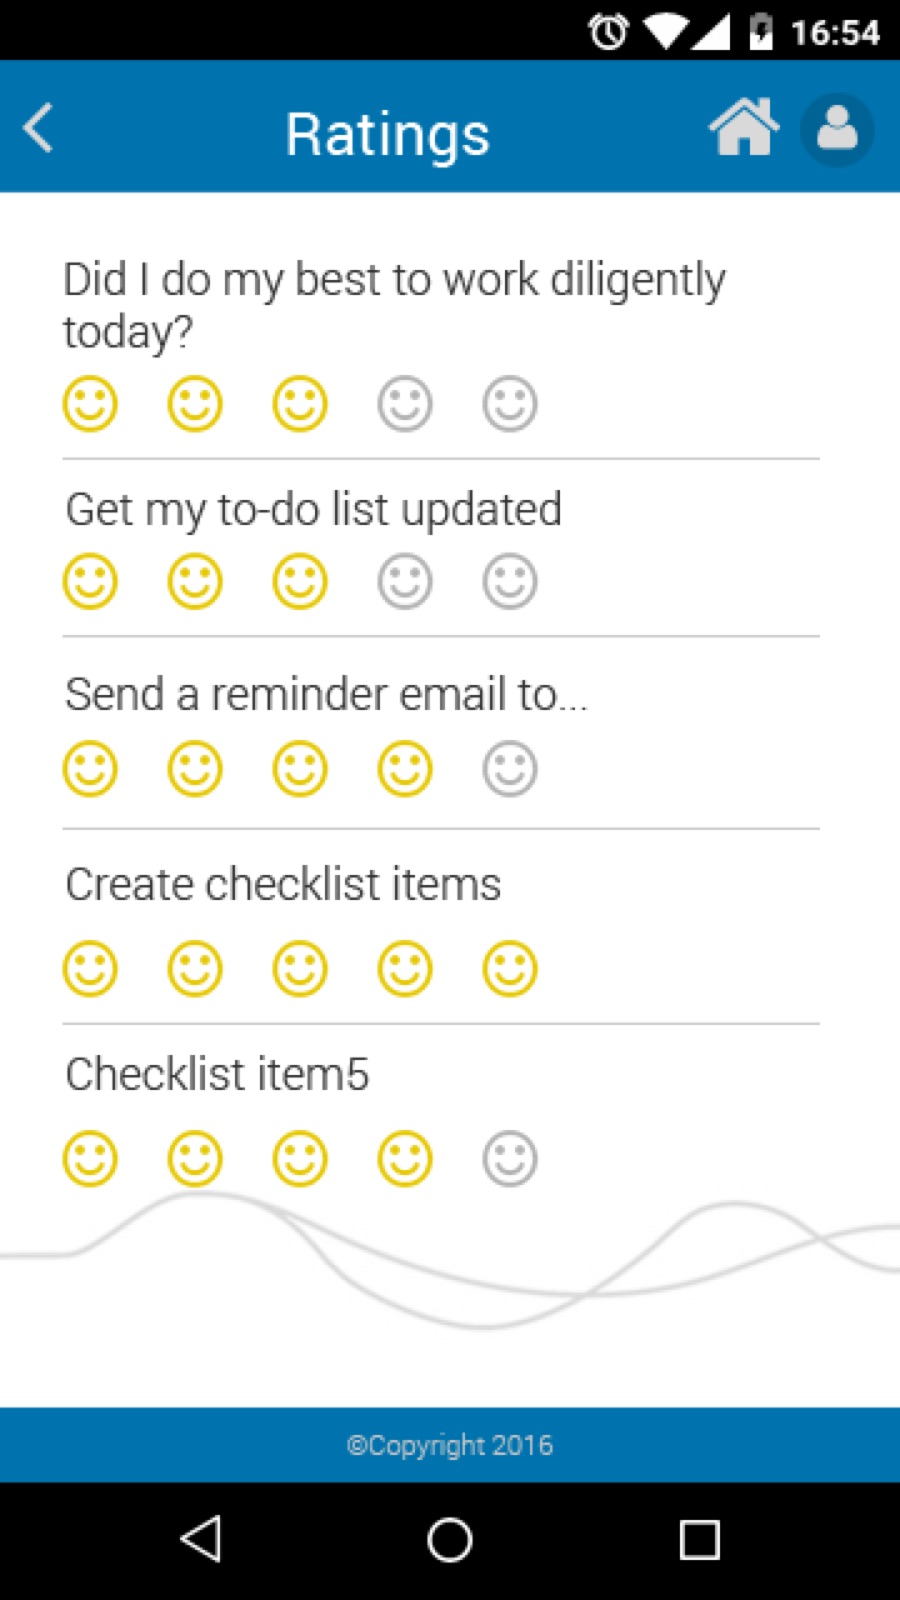 16:54
Ratings
Did I do my best to work diligently
today?
Get my to-do list updated
Send a reminder email to...
Create checklist items
Checklist item5
©Copyright 2016